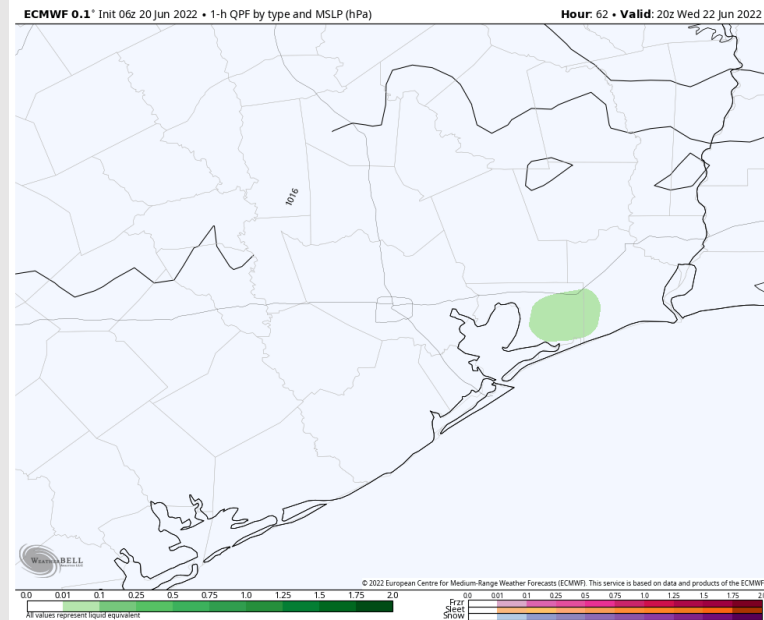 ECMWF 0.1° Init 06z 20 Jun 2022 • 1-h QPF by type and MSLP (hPa)
Hour: 62 • Valid: 20z Wed 22 Jun 2022
1016
WeatherBELL
© 2022 European Centre for Medium-Range Weather Forecasts (ECMWF). This service is based on data and products of the ECMWF
0.0 0.01 0.1 0.25 0.5 0.75 1.0 1.25 1.5 1.75 2.0
All values represent liquid equivalent
0.0 0.01 0.1 0.25 0.5 0.75 1.0 1.25 1.5 1.75 2.0
Frzr
Sleet
Snow